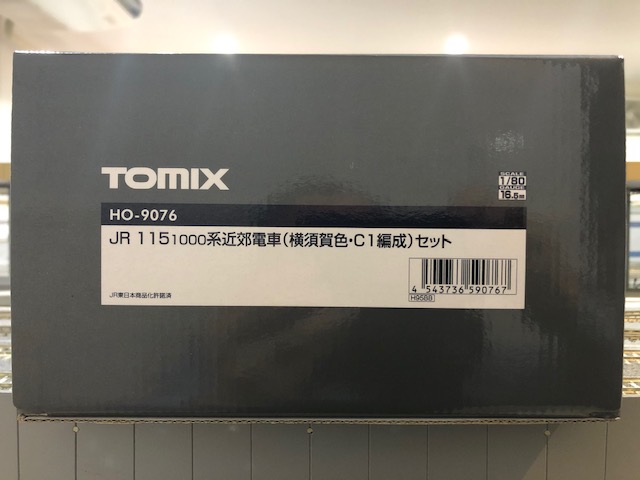 TOMIX
SCALE
1/80
GAUGE
16.5mm
HO-9076
JR 115 1000系近郊電車(横須賀色・C1編成)セット
4 543736 590767
H95BB
JR東日本商品化許諾済